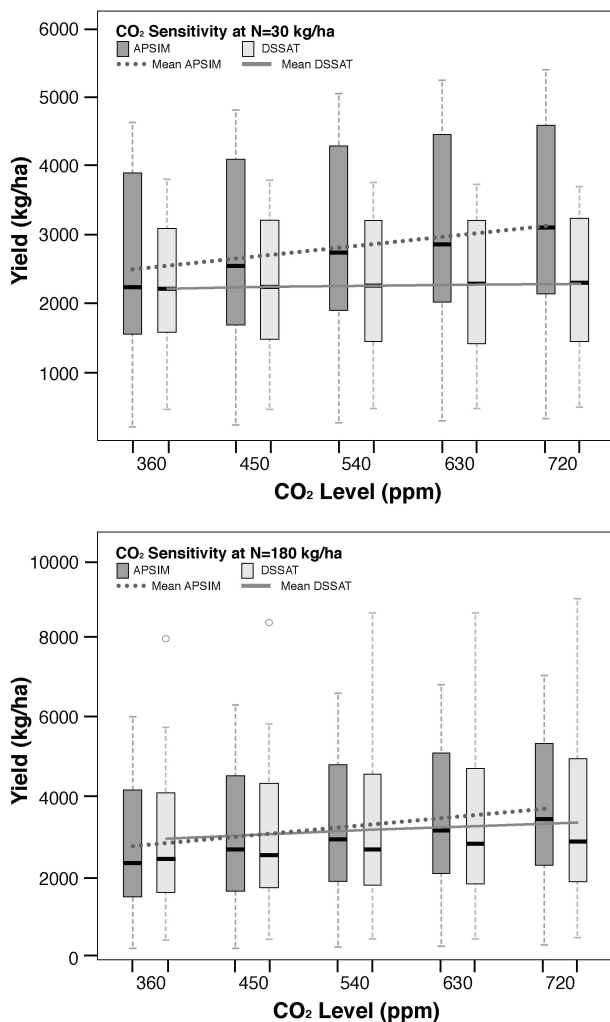 CO₂ Sensitivity at N=30 kg/ha
APSIM DSSAT
Mean APSIM Mean DSSAT
Yield (kg/ha)
6000
5000
4000
3000
2000
1000
360 450 540 630 720
CO₂ Level (ppm)
CO₂ Sensitivity at N=180 kg/ha
APSIM DSSAT
Mean APSIM Mean DSSAT
Yield (kg/ha)
10000
8000
6000
4000
2000
0
360 450 540 630 720
CO₂ Level (ppm)